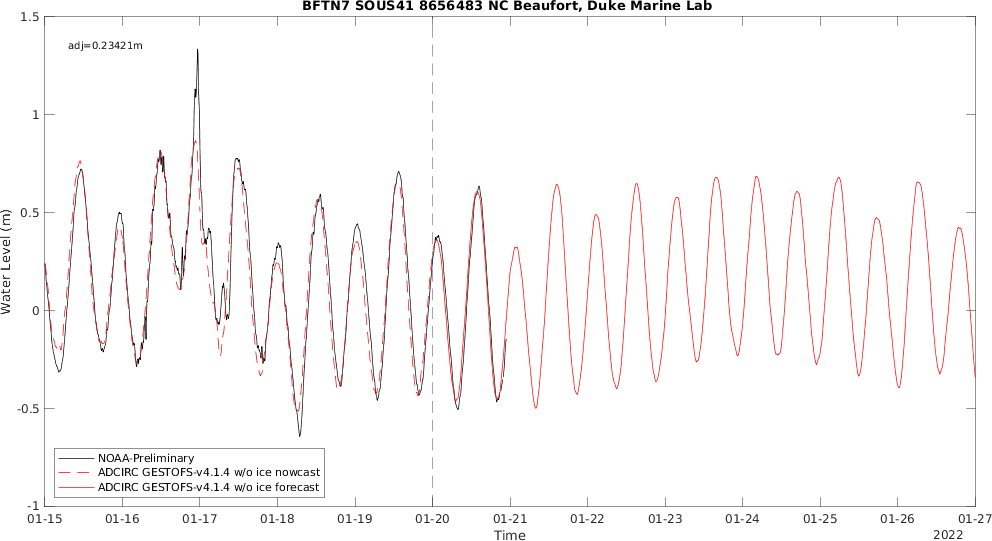 BFTN7 SOUS41 8656483 NC Beaufort, Duke Marine Lab
adj=0.23421m
1.5
1
0.5
0
-0.5
-1
Water Level (m)
NOAA-Preliminary
ADCIRC GESTOFS-v4.1.4 w/o ice nowcast
ADCIRC GESTOFS-v4.1.4 w/o ice forecast
01-15 01-16 01-17 01-18 01-19 01-20 01-21 01-22 01-23 01-24 01-25 01-26 01-27
Time
2022